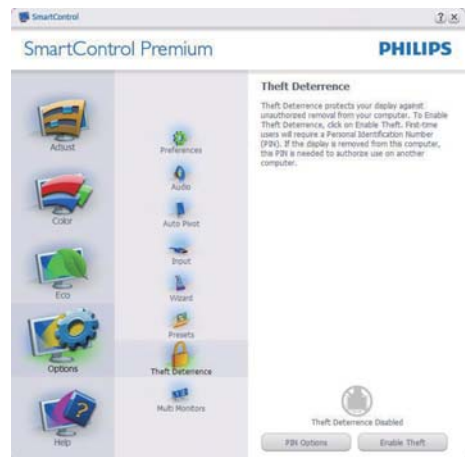 SmartControl
SmartControl Premium
PHILIPS
Adjust
Color
Eco
Options
Help
Preferences
Audio
Auto Pivot
Input
Wizard
Presets
Theft Deterrence
Multi Monitors
Theft Deterrence
Theft Deterrence protects your display against
unauthorized removal from your computer. To Enable
Theft Deterrence, click on Enable Theft. First-time
users will require a Personal Identification Number
(PIN). If the display is removed from this computer,
this PIN is needed to authorize use on another
computer.
Theft Deterrence Disabled
PIN Options
Enable Theft